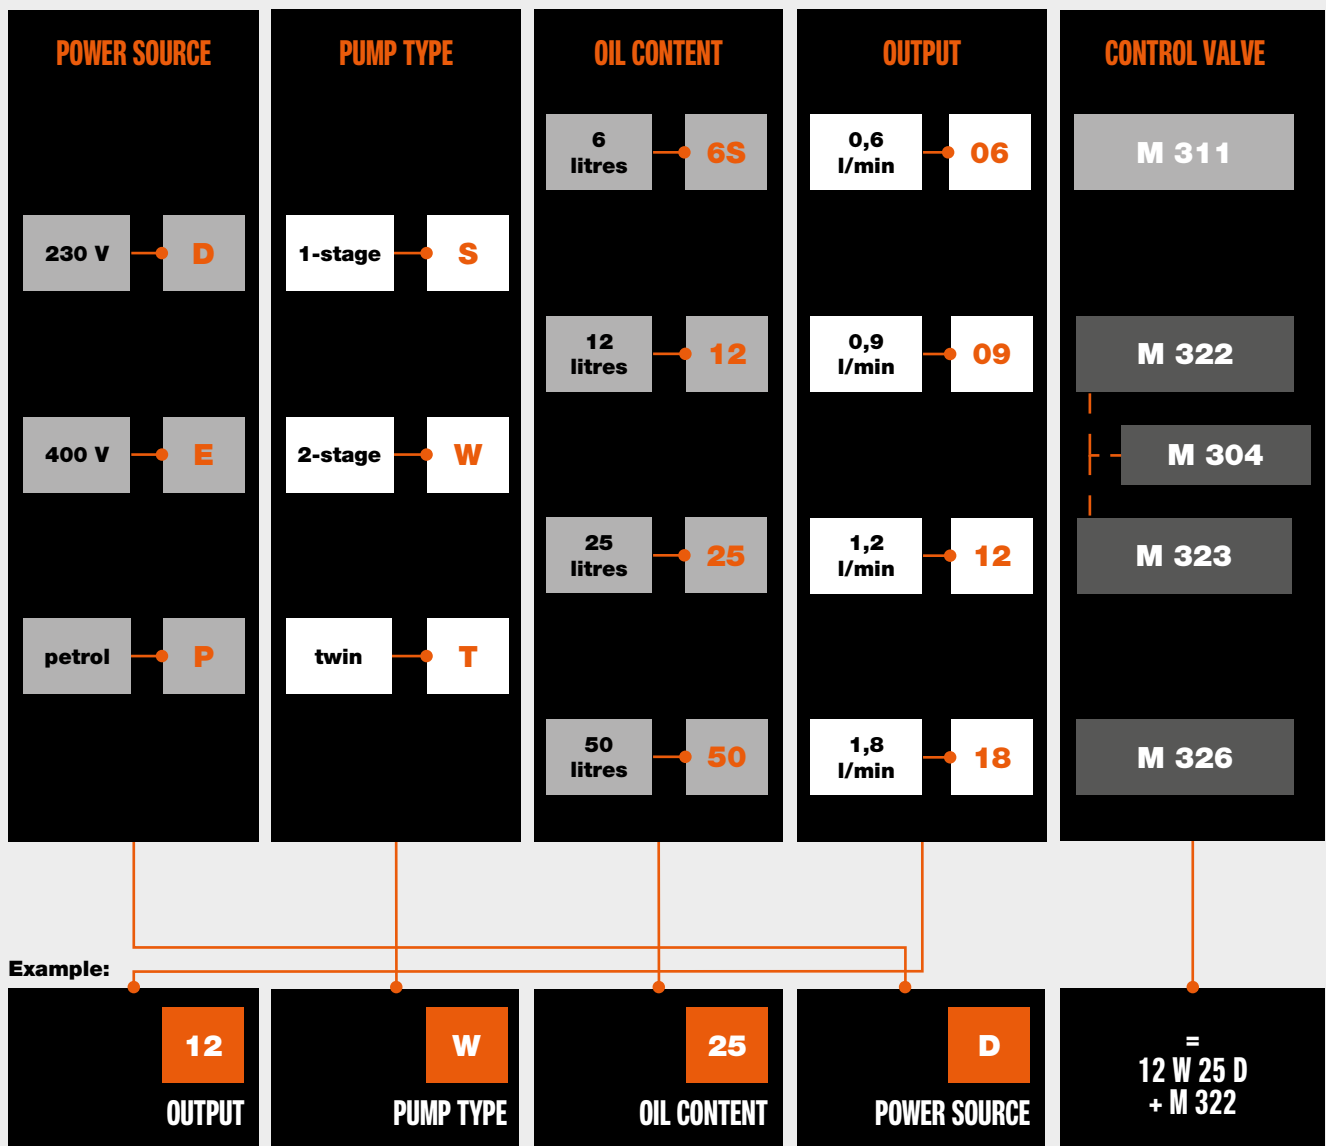 POWER SOURCE
230 V
D
400 V
E
petrol
P
PUMP TYPE
1-stage
S
2-stage
W
twin
T
OIL CONTENT
6
litres
6S
12
litres
12
25
litres
25
50
litres
50
OUTPUT
0,6
l/min
06
0,9
l/min
09
1,2
l/min
12
1,8
l/min
18
CONTROL VALVE
M 311
M 322
M 304
M 323
M 326
Example:
12
OUTPUT
W
PUMP TYPE
25
OIL CONTENT
D
POWER SOURCE
=
12 W 25 D
+ M 322